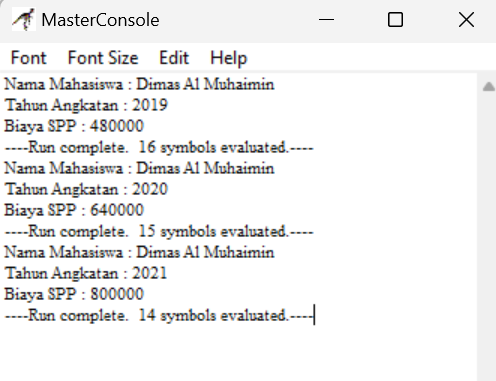 MasterConsole
Font Font Size Edit Help
Nama Mahasiswa : Dimas Al Muhaimin
Tahun Angkatan : 2019
Biaya SPP : 480000
----Run complete.  16 symbols evaluated.----
Nama Mahasiswa : Dimas Al Muhaimin
Tahun Angkatan : 2020
Biaya SPP : 640000
----Run complete.  15 symbols evaluated.----
Nama Mahasiswa : Dimas Al Muhaimin
Tahun Angkatan : 2021
Biaya SPP : 800000
----Run complete.  14 symbols evaluated.----